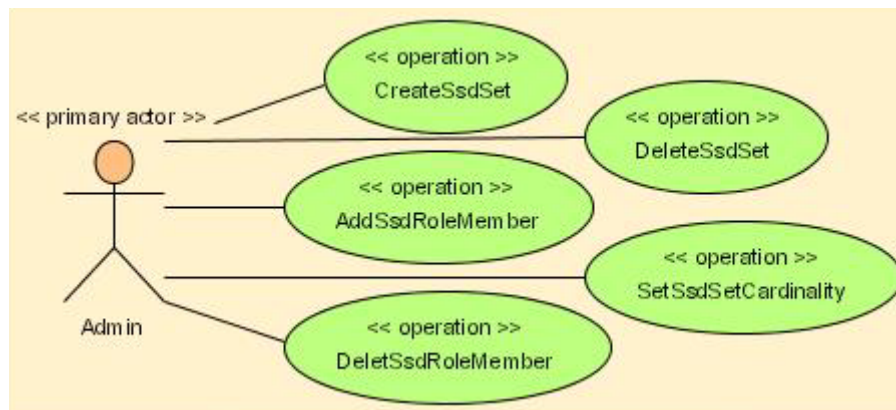 << operation >>
CreateSsdSet
<< primary actor >>
<< operation >>
DeleteSsdSet
<< operation >>
AddSsdRoleMember
<< operation >>
SetSsdSetCardinality
Admin
<< operation >>
DeletSsdRoleMember